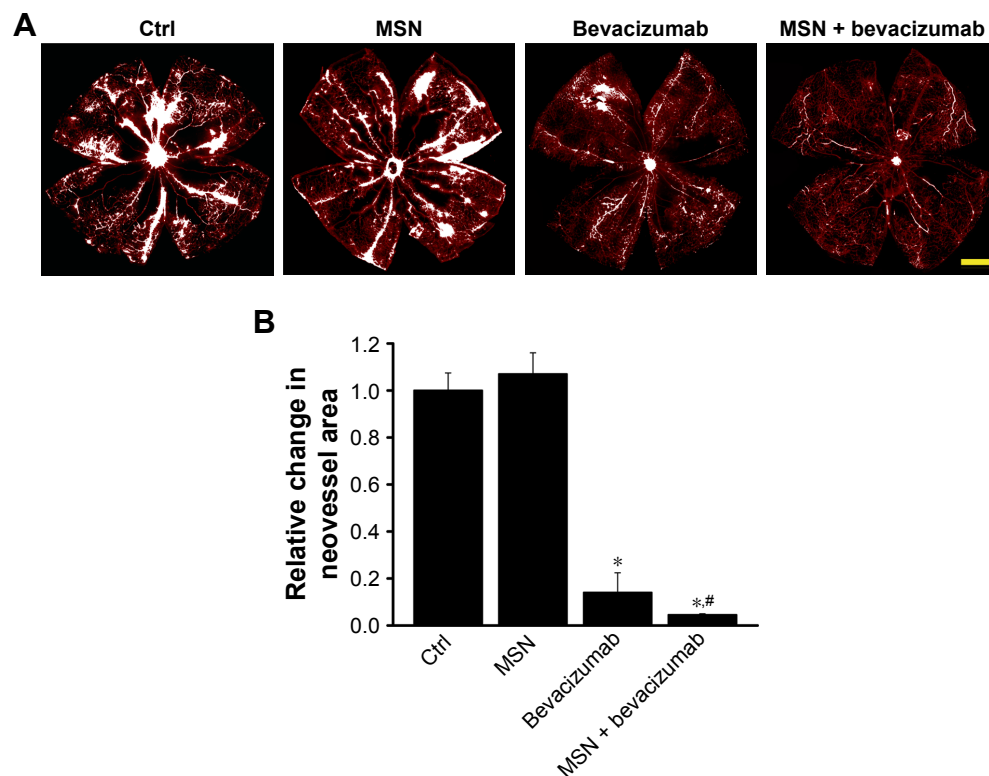 A
Ctrl
MSN
Bevacizumab
MSN + bevacizumab
B
Relative change in
neovessel area
1.2
1.0
0.8
0.6
0.4
0.2
0.0
*
*,#
Ctrl
MSN
Bevacizumab
MSN + bevacizumab